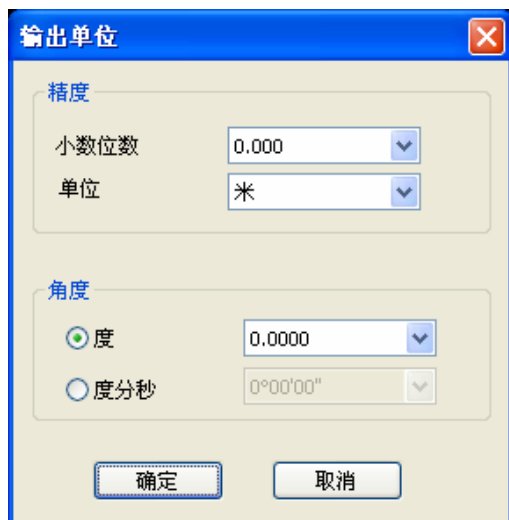 输出单位
精度
小数位数 0.000
单位 米
角度
度 0.0000
度分秒 0°00'00"
确定 取消